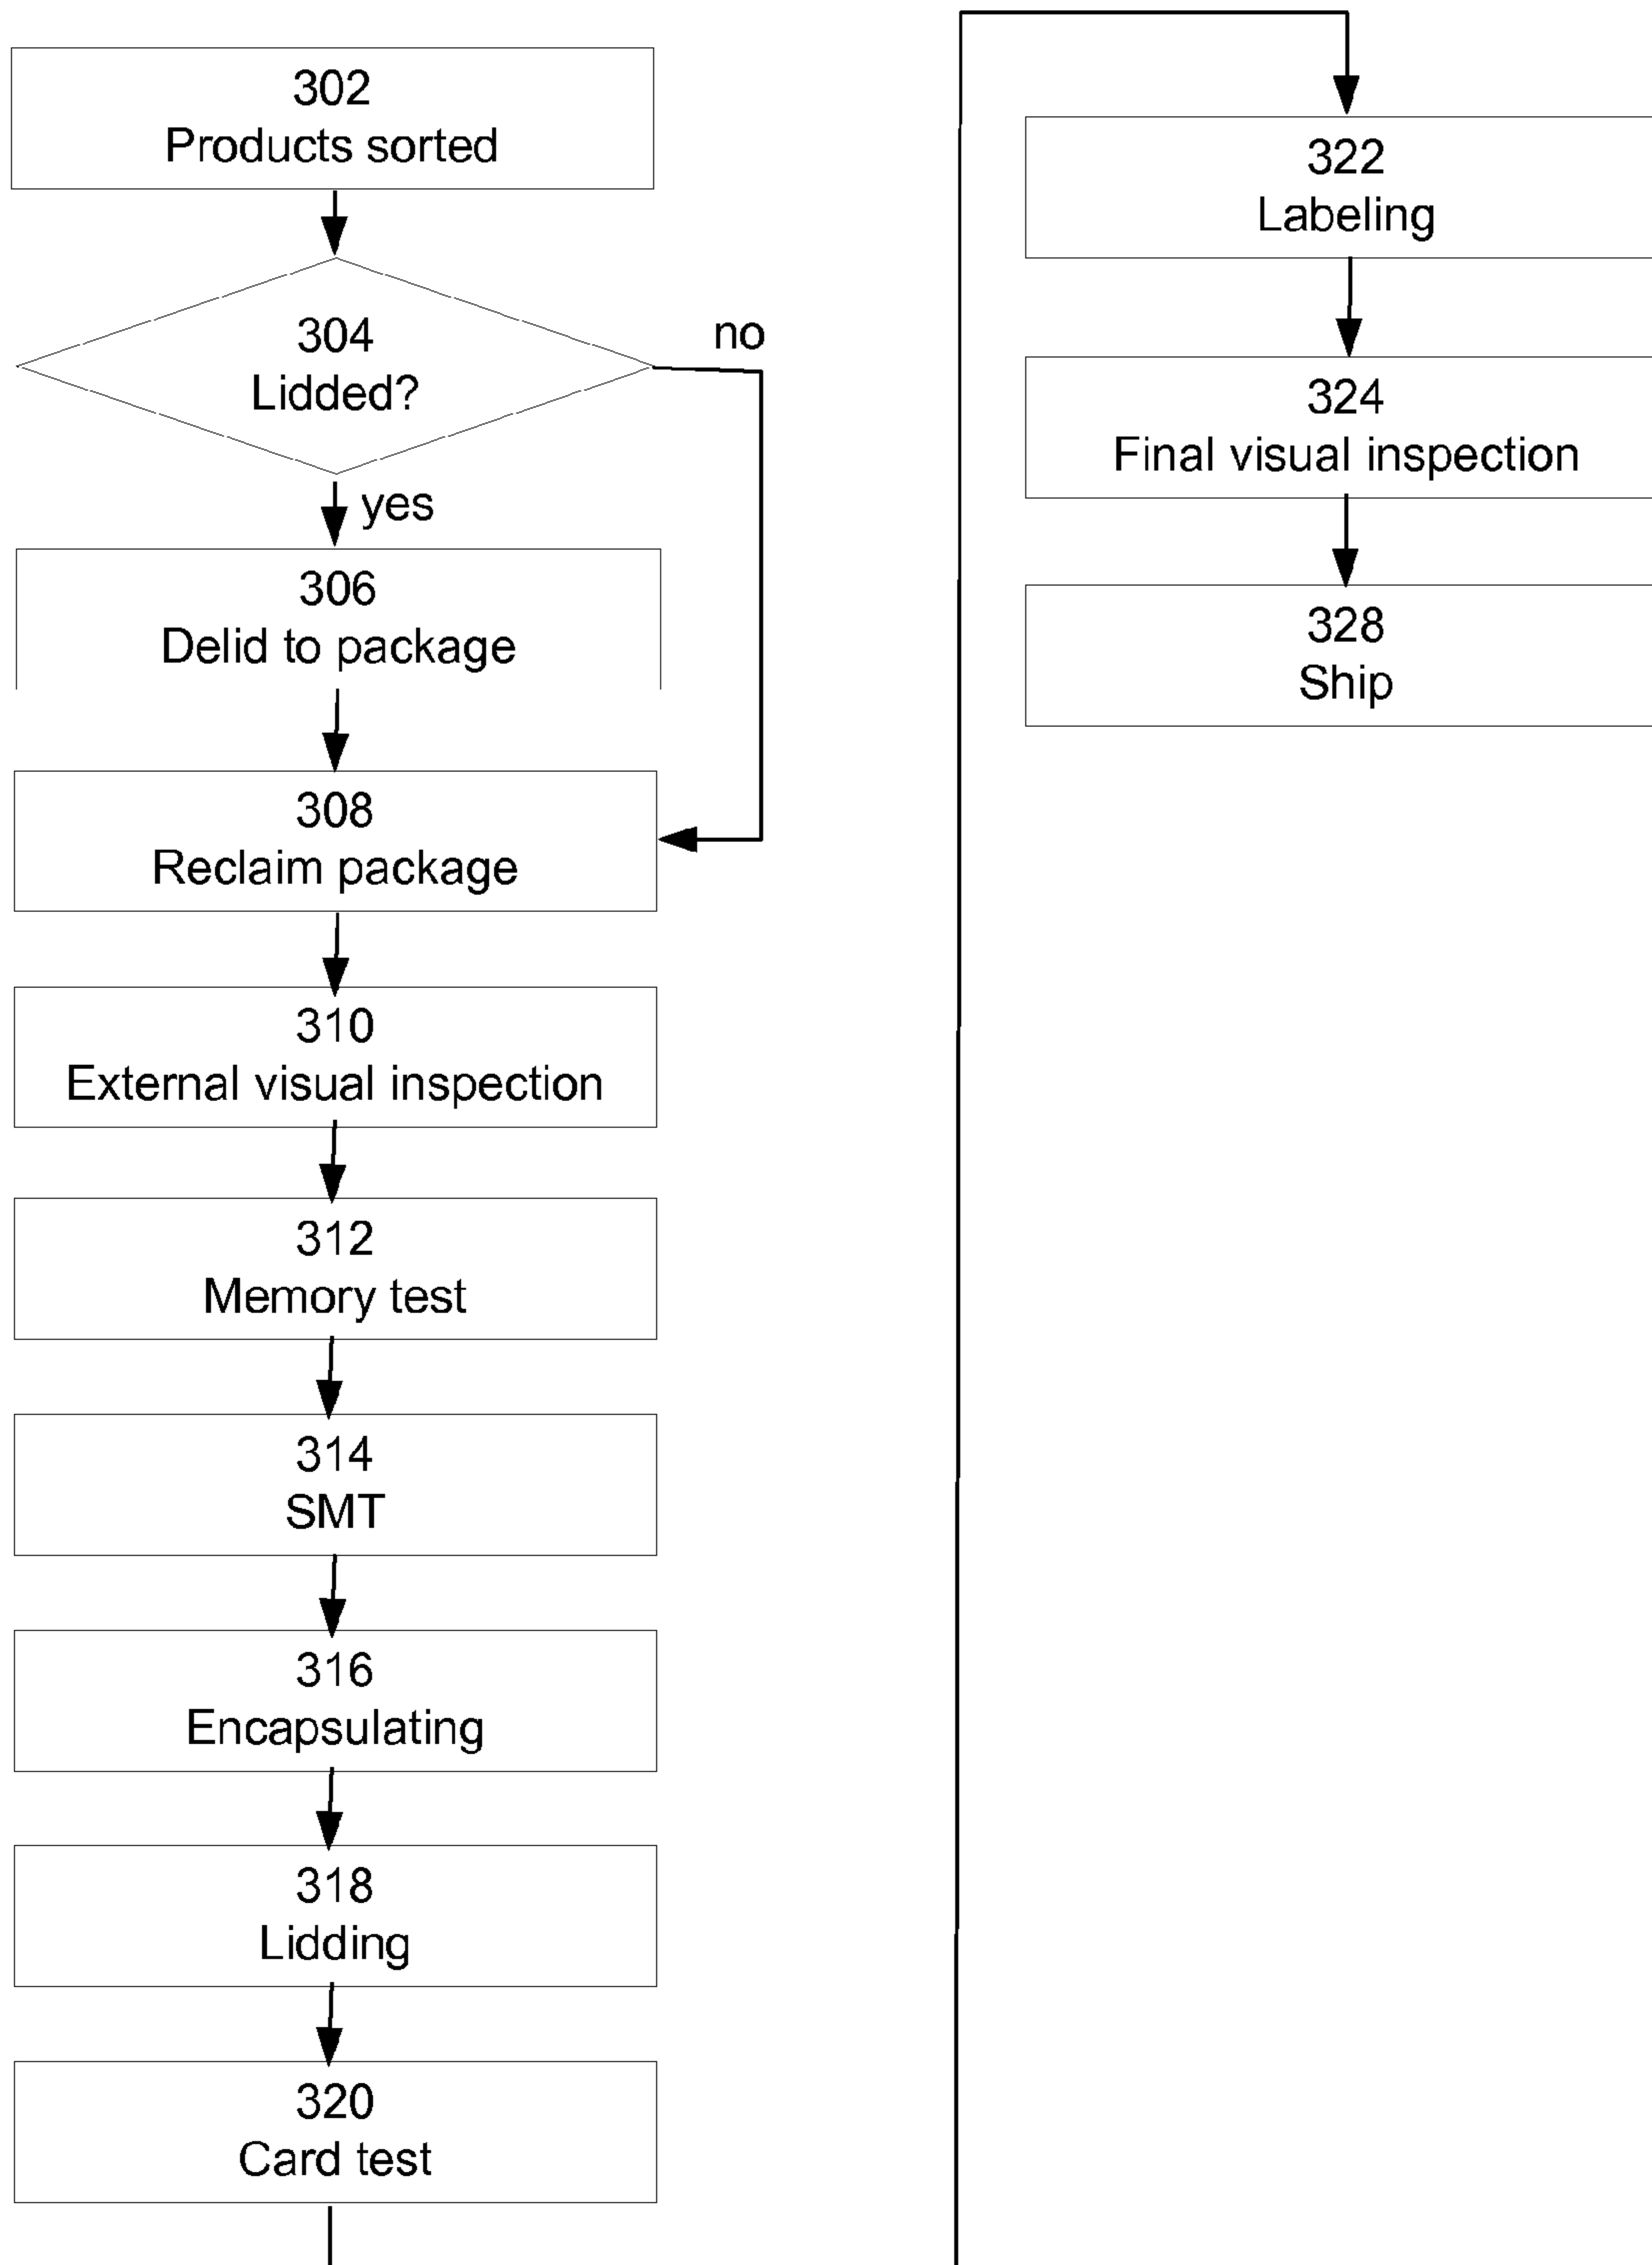 302
Products sorted
304
Lidded?
no
yes
306
Delid to package
308
Reclaim package
310
External visual inspection
312
Memory test
314
SMT
316
Encapsulating
318
Lidding
320
Card test
322
Labeling
324
Final visual inspection
328
Ship